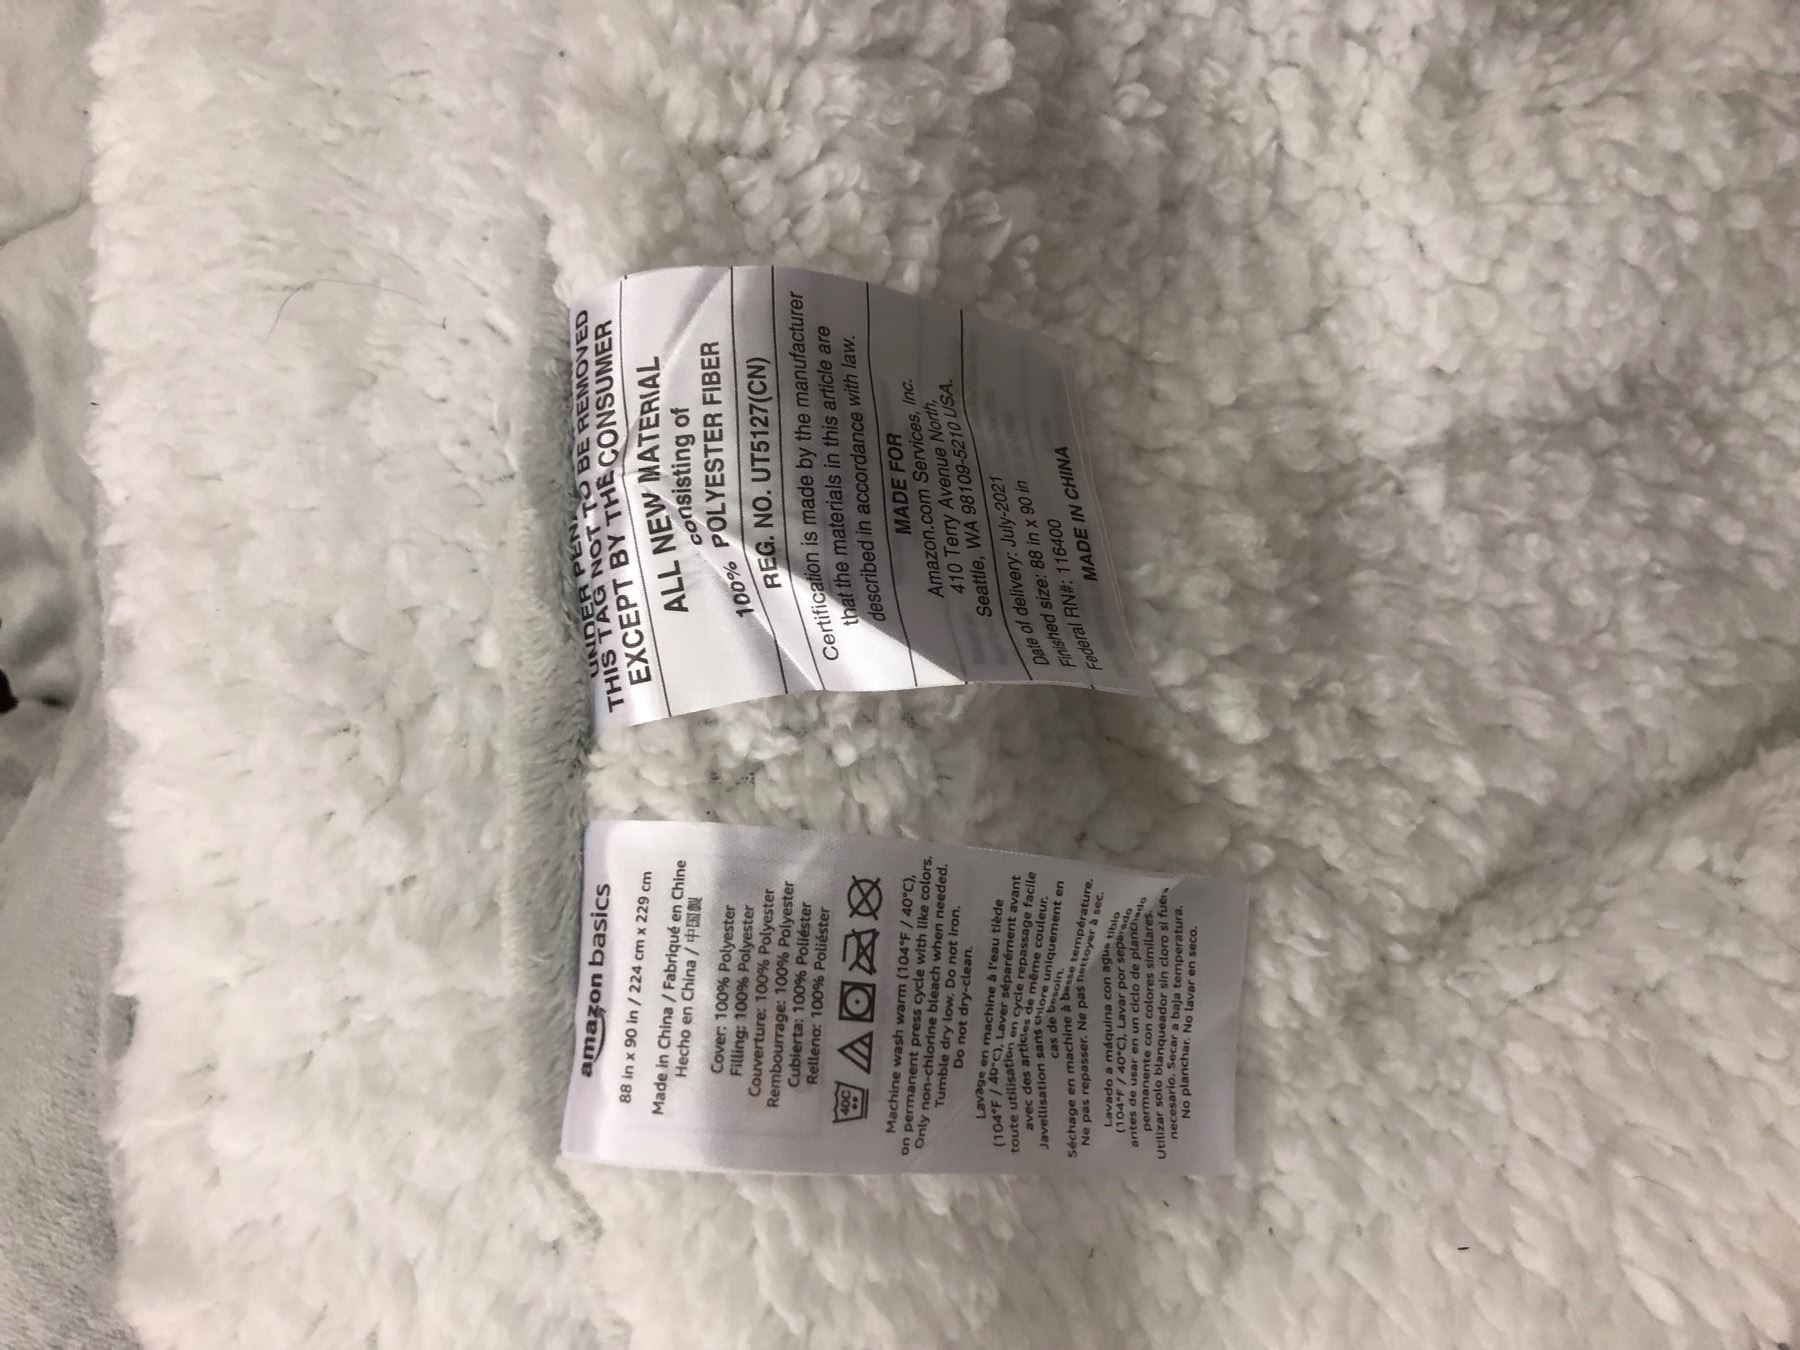 UNDER PEN
THIS TAG NOT TO BE REMOVED
EXCEPT BY THE CONSUMER
ALL NEW MATERIAL
consisting of
100% POLYESTER FIBER
REG. NO. UT5127(CN)
Certification is made by the manufacturer
that the materials in this article are
described in accordance with law.
MADE FOR
Amazon.com Services, Inc.
410 Terry Avenue North,
Seattle, WA 98109-5210 USA.
Date of delivery: July-2021
Finished size: 88 in x 90 in
Federal RN#: 116400
MADE IN CHINA
amazon basics
88 in x 90 in / 224 cm x 229 cm
Made in China / Fabriqué en Chine
Hecho en China / 中国製
Cover: 100% Polyester
Filling: 100% Polyester
Couverture: 100% Polyester
Rembourrage: 100% Polyester
Cubierta: 100% Poliéster
Relleno: 100% Poliéster
40C
Machine wash warm (104°F / 40°C),
on permanent press cycle with like colors.
Only non-chlorine bleach when needed.
Tumble dry low. Do not iron.
Do not dry-clean.
Lavage en machine à l'eau tiède
(104°F / 40°C), Laver séparément avant
toute utilisation en cycle repassage facile
avec des articles de même couleur.
Javellisation sans chlore uniquement en
cas de besoin.
Séchage en machine à basse température.
Ne pas repasser. Ne pas nettoyer à sec.
Lavado a máquina con agua tibio
(104°F / 40°C), Lavar por separado
antes de usar en un ciclo de planchado
permanente con colores similares.
Utilizar solo blanqueador sin cloro si fuera
necesario. Secar a baja temperatura.
No planchar. No lavar en seco.